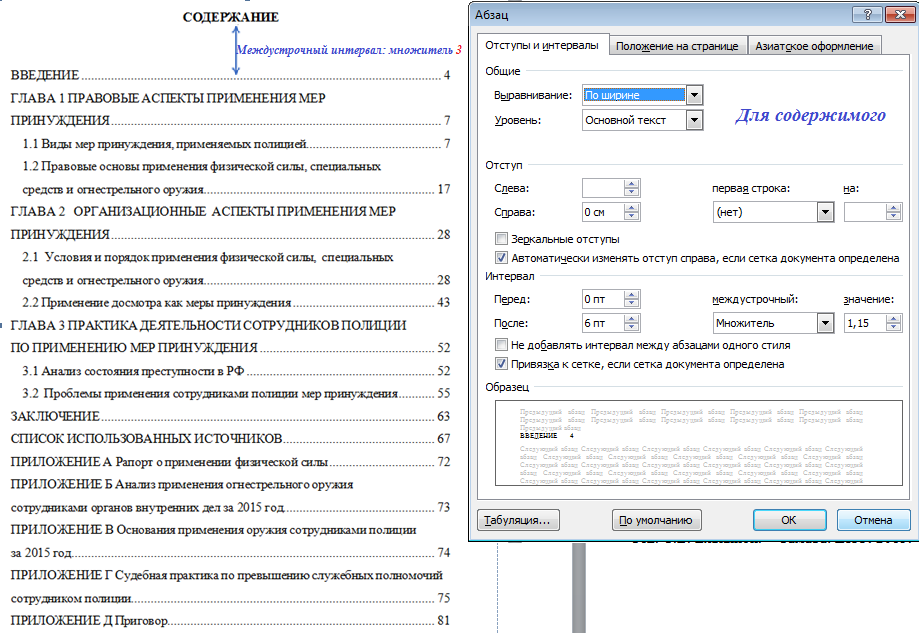 СОДЕРЖАНИЕ
Междустрочный интервал: множитель 3
ВВЕДЕНИЕ 4
ГЛАВА 1 ПРАВОВЫЕ АСПЕКТЫ ПРИМЕНЕНИЯ МЕР
ПРИНУЖДЕНИЯ 7
1.1 Виды мер принуждения, применяемых полицией 7
1.2 Правовые основы применения физической силы, специальных
средств и огнестрельного оружия 17
ГЛАВА 2 ОРГАНИЗАЦИОННЫЕ АСПЕКТЫ ПРИМЕНЕНИЯ МЕР
ПРИНУЖДЕНИЯ 28
2.1 Условия и порядок применения физической силы, специальных
средств и огнестрельного оружия 28
2.2 Применение досмотра как меры принуждения 43
ГЛАВА 3 ПРАКТИКА ДЕЯТЕЛЬНОСТИ СОТРУДНИКОВ ПОЛИЦИИ
ПО ПРИМЕНЕНИЮ МЕР ПРИНУЖДЕНИЯ 52
3.1 Анализ состояния преступности в РФ 52
3.2 Проблемы применения сотрудниками полиции мер принуждения 55
ЗАКЛЮЧЕНИЕ 63
СПИСОК ИСПОЛЬЗОВАННЫХ ИСТОЧНИКОВ 67
ПРИЛОЖЕНИЕ А Рапорт о применении физической силы 72
ПРИЛОЖЕНИЕ Б Анализ применения огнестрельного оружия
сотрудниками органов внутренних дел за 2015 год 73
ПРИЛОЖЕНИЕ В Основания применения оружия сотрудниками полиции
за 2015 год 74
ПРИЛОЖЕНИЕ Г Судебная практика по превышению служебных полномочий
сотрудником полиции 75
ПРИЛОЖЕНИЕ Д Приговор 81
Абзац
Отступы и интервалы Положение на странице Азиатское оформление
Общие
Выравнивание: По ширине
Для содержимого
Уровень: Основной текст
Отступ
Слева: первая строка: на:
Справа: 0 см (нет)
Зеркальные отступы
Автоматически изменять отступ справа, если сетка документа определена
Интервал
Перед: 0 пт междустрочный: значение:
После: 6 пт Множитель 1,15
Не добавлять интервал между абзацами одного стиля
Привязка к сетке, если сетка документа определена
Образец
Предыдущий абзац Предыдущий абзац Предыдущий абзац Предыдущий абзац Предыдущий абзац
Предыдущий абзац Предыдущий абзац Предыдущий абзац Предыдущий абзац Предыдущий абзац
Предыдущий абзац
ВВЕДЕНИЕ 4
Следующий абзац Следующий абзац Следующий абзац Следующий абзац Следующий абзац
Табуляция... По умолчанию ОК Отмена